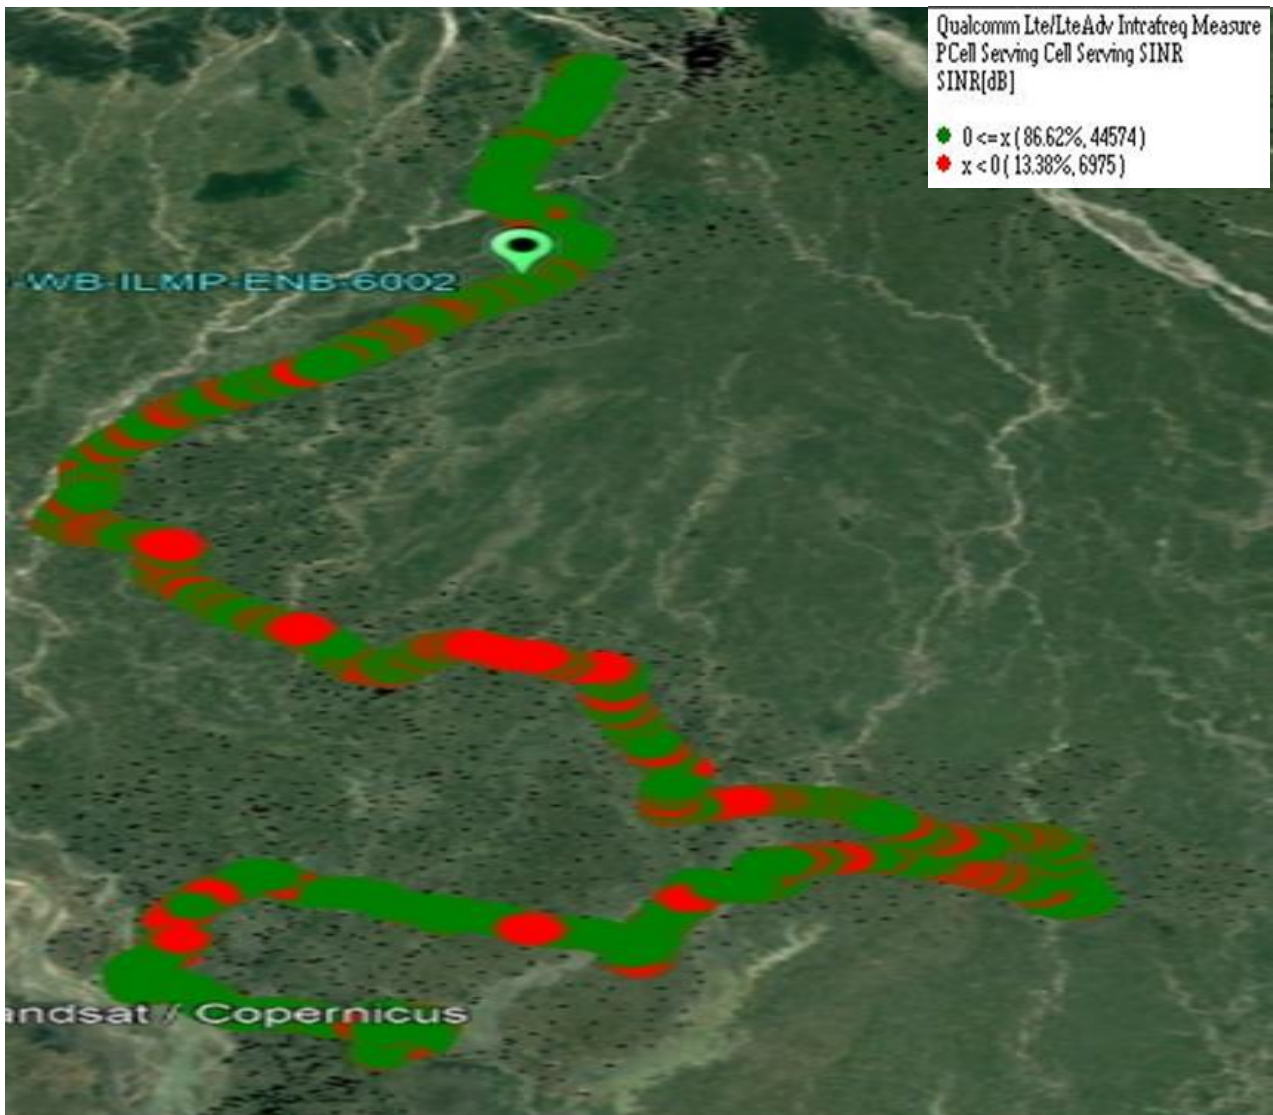 Qualcomm Lte/LteAdv Intrafreq Measure
PCell Serving Cell Serving SINR
SINR[dB]
0 <= x ( 86.62%, 44574 )
x < 0 ( 13.38%, 6975 )
-WB-ILMP-ENB-6002
andsat / Copernicus